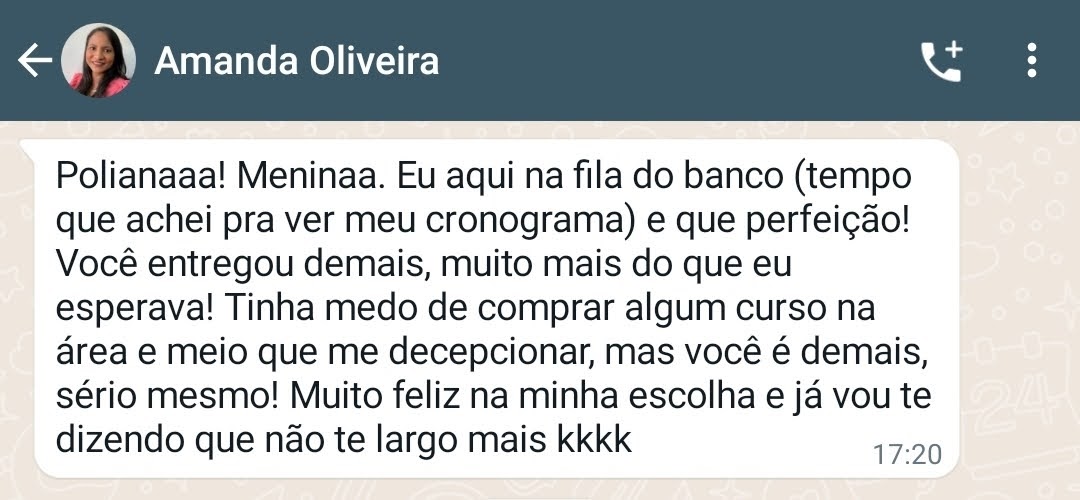 Amanda Oliveira
Polianaaa! Meninaa. Eu aqui na fila do banco (tempo
que achei pra ver meu cronograma) e que perfeição!
Você entregou demais, muito mais do que eu
esperava! Tinha medo de comprar algum curso na
área e meio que me decepcionar, mas você é demais,
sério mesmo! Muito feliz na minha escolha e já vou te
dizendo que não te largo mais kkkk
17:20